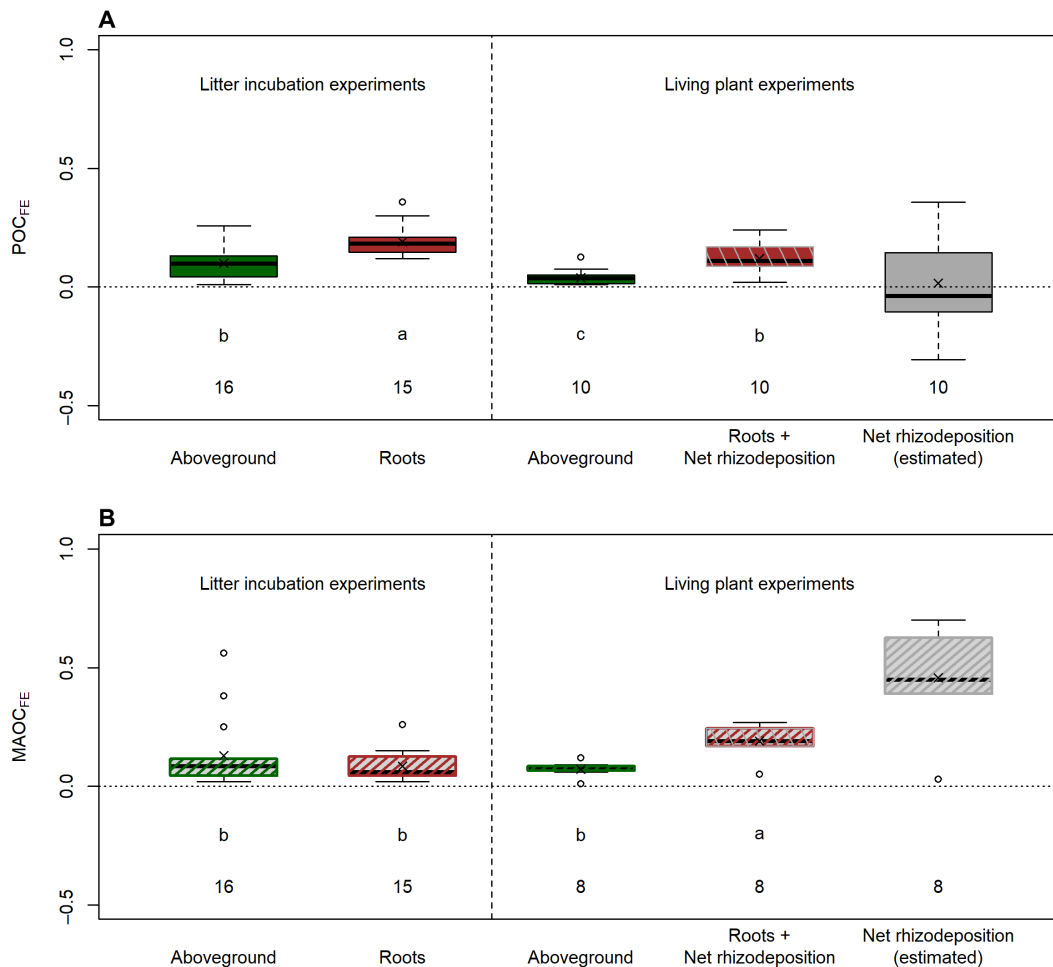 A
1.0
Litter incubation experiments Living plant experiments
0.5
POC_FE
0.0
b a c b
16 15 10 10 10
−0.5
Aboveground Roots Aboveground Roots + Net rhizodeposition Net rhizodeposition (estimated)
B
1.0
Litter incubation experiments Living plant experiments
0.5
MAOC_FE
0.0
b b b a
16 15 8 8 8
−0.5
Aboveground Roots Aboveground Roots + Net rhizodeposition Net rhizodeposition (estimated)